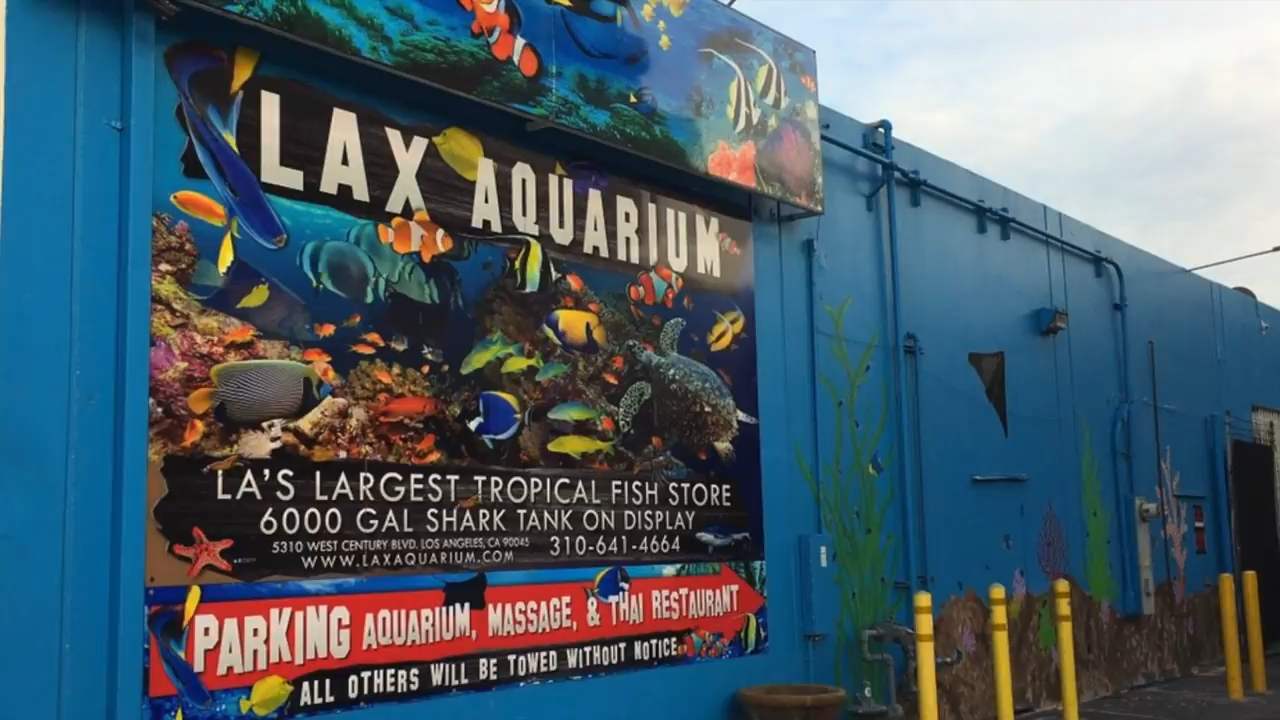 LAX AQUARIUM
LA'S LARGEST TROPICAL FISH STORE
6000 GAL SHARK TANK ON DISPLAY
5310 WEST CENTURY BLVD. LOS ANGELES, CA 90045 310-641-4664
WWW.LAXAQUARIUM.COM
PARKING AQUARIUM, MASSAGE, & THAI RESTAURANT
ALL OTHERS WILL BE TOWED WITHOUT NOTICE